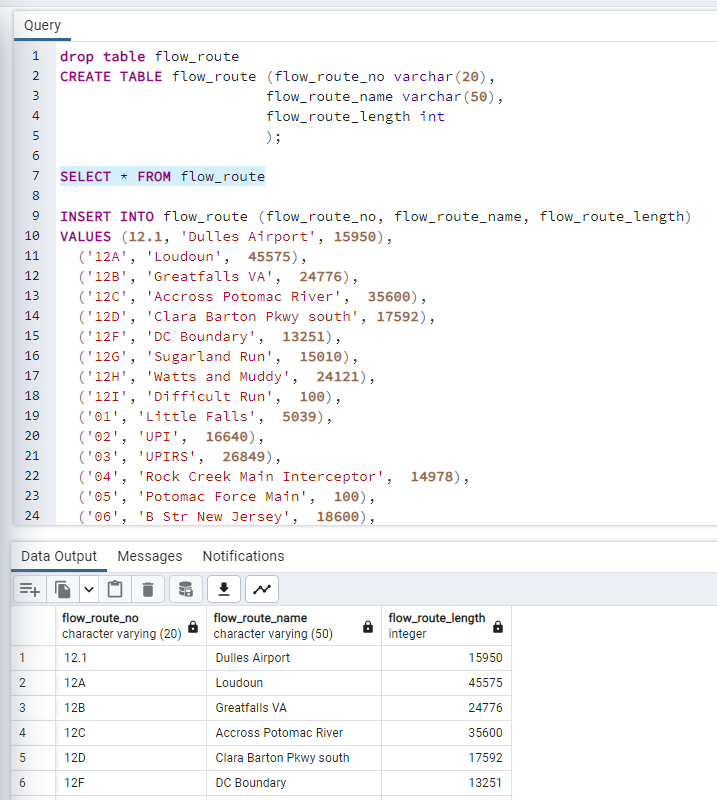 Query
1 drop table flow_route
2 CREATE TABLE flow_route (flow_route_no varchar(20),
3 flow_route_name varchar(50),
4 flow_route_length int
5 );
6
7 SELECT * FROM flow_route
8
9 INSERT INTO flow_route (flow_route_no, flow_route_name, flow_route_length)
10 VALUES (12.1, 'Dulles Airport', 15950),
11 ('12A', 'Loudoun', 45575),
12 ('12B', 'Greatfalls VA', 24776),
13 ('12C', 'Accross Potomac River', 35600),
14 ('12D', 'Clara Barton Pkwy south', 17592),
15 ('12F', 'DC Boundary', 13251),
16 ('12G', 'Sugarland Run', 15010),
17 ('12H', 'Watts and Muddy', 24121),
18 ('12I', 'Difficult Run', 100),
19 ('01', 'Little Falls', 5039),
20 ('02', 'UPI', 16640),
21 ('03', 'UPIRS', 26849),
22 ('04', 'Rock Creek Main Interceptor', 14978),
23 ('05', 'Potomac Force Main', 100),
24 ('06', 'B Str New Jersey', 18600),
Data Output Messages Notifications
flow_route_no flow_route_name flow_route_length
character varying (20) character varying (50) integer
1 12.1 Dulles Airport 15950
2 12A Loudoun 45575
3 12B Greatfalls VA 24776
4 12C Accross Potomac River 35600
5 12D Clara Barton Pkwy south 17592
6 12F DC Boundary 13251